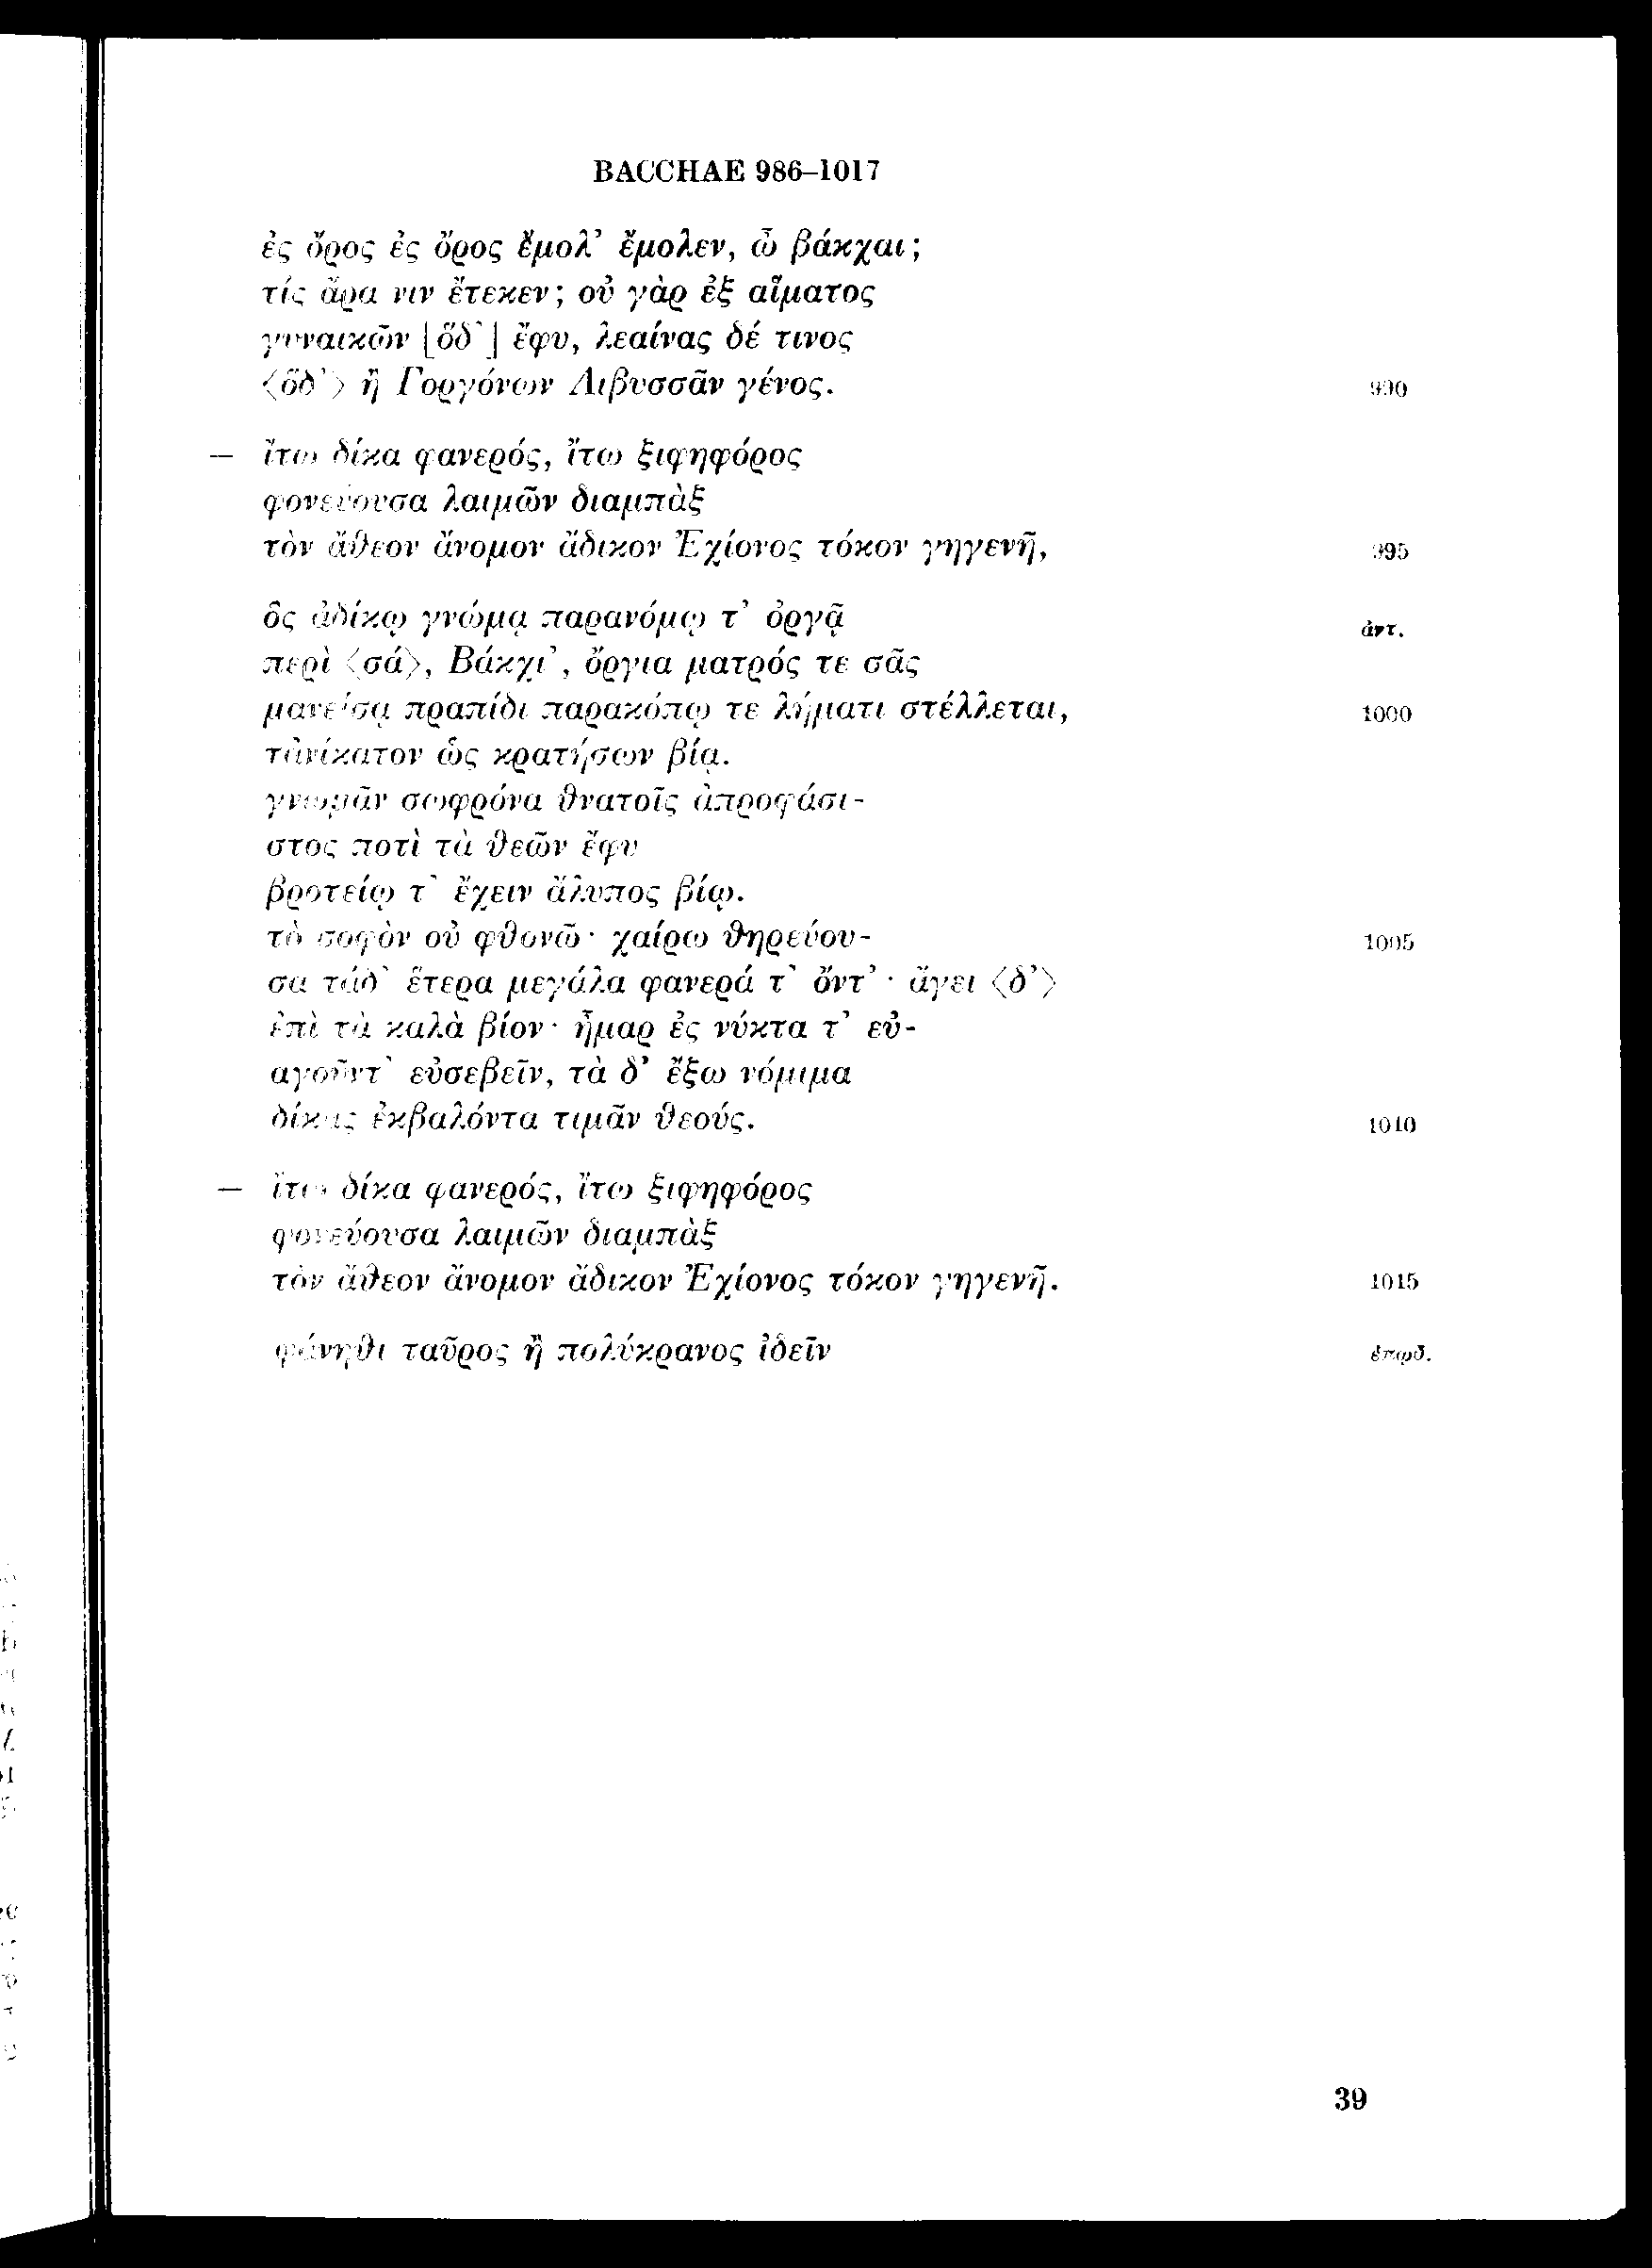 BACCHAE 986–1017
ἐς ὄρος ἐς ὄρος ἔμολ’ ἔμολεν, ὦ βάκχαι;
τίς ἄρα νιν ἔτεκεν; οὐ γὰρ ἐξ αἵματος
γυναικῶν [ὅδ’] ἔφυ, λεαίνας δέ τινος
⟨ὅδ’⟩ ἢ Γοργόνων Λιβυσσᾶν γένος. 990
— ἴτω δίκα φανερός, ἴτω ξιφηφόρος
φονεύουσα λαιμῶν διαμπὰξ
τὸν ἄθεον ἄνομον ἄδικον Ἐχίονος τόκον γηγενῆ, 995
ὃς ἀδίκῳ γνώμᾳ παρανόμῳ τ’ ὀργᾷ ἀντ.
περὶ ⟨σά⟩, Βάκχι’, ὄργια ματρός τε σᾶς
μανείσᾳ πραπίδι παρακόπῳ τε λήματι στέλλεται, 1000
τἀνίκατον ὡς κρατήσων βίᾳ.
γνωμᾶν σωφρόνα θνατοῖς ἀπροφάσι-
στος ποτὶ τὰ θεῶν ἔφυ
βροτείῳ τ’ ἔχειν ἄλυπος βίῳ.
τὸ σοφὸν οὐ φθονῶ· χαίρω θηρεύου- 1005
σα τάδ’ ἕτερα μεγάλα φανερά τ’ ὄντ’· ἄγει ⟨δ’⟩
ἐπὶ τὰ καλὰ βίον· ἦμαρ ἐς νύκτα τ’ εὐ-
αγοῦντ’ εὐσεβεῖν, τὰ δ’ ἔξω νόμιμα
δίκας ἐκβαλόντα τιμᾶν θεούς. 1010
— ἴτω δίκα φανερός, ἴτω ξιφηφόρος
φονεύουσα λαιμῶν διαμπὰξ
τὸν ἄθεον ἄνομον ἄδικον Ἐχίονος τόκον γηγενῆ. 1015
φάνηθι ταῦρος ἢ πολύκρανος ἰδεῖν ἐπῳδ.
39